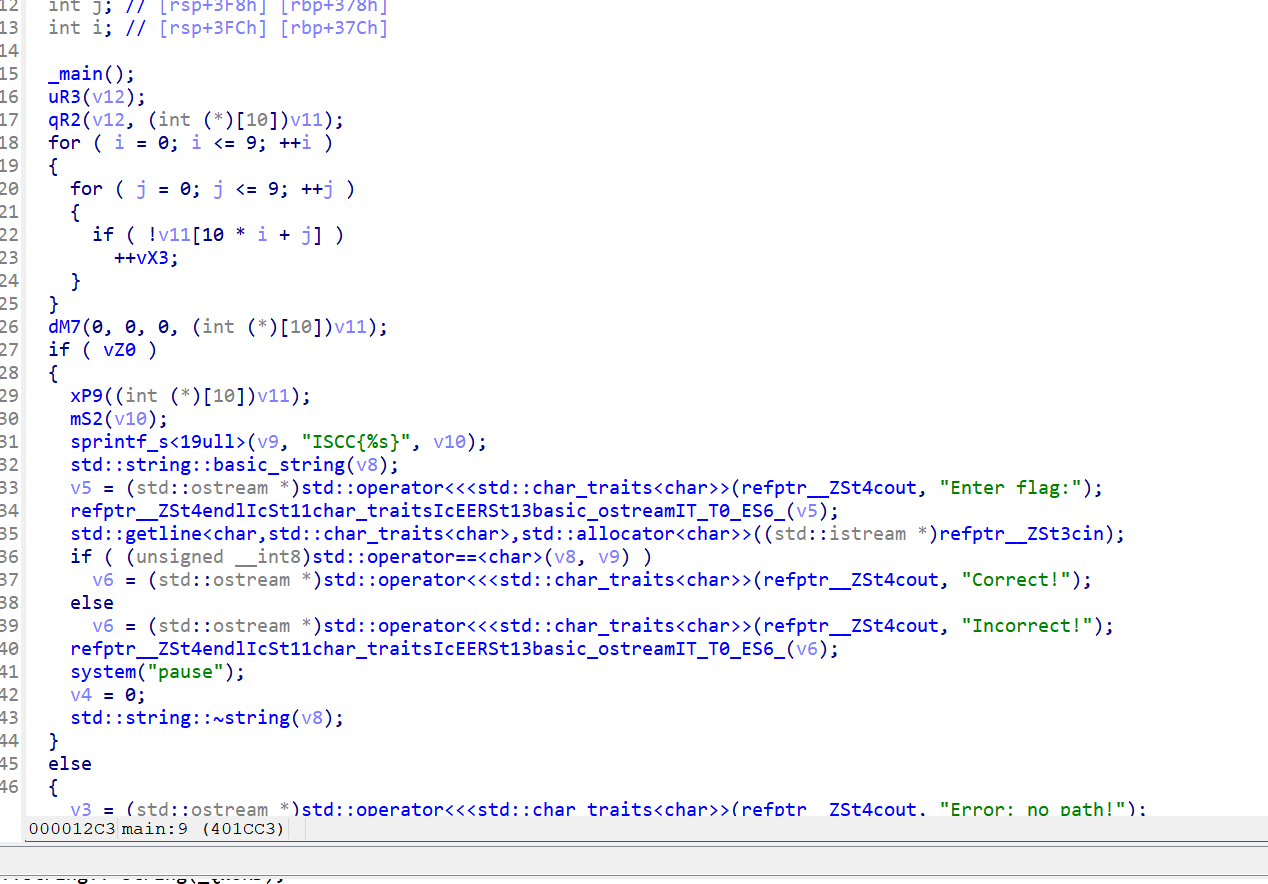 12 int j; // [rsp+3F8h] [rbp+378h]
13 int i; // [rsp+3FCh] [rbp+37Ch]
14
15 _main();
16 uR3(v12);
17 qR2(v12, (int (*)[10])v11);
18 for ( i = 0; i <= 9; ++i )
19 {
20 for ( j = 0; j <= 9; ++j )
21 {
22 if ( !v11[10 * i + j] )
23 ++vX3;
24 }
25 }
26 dM7(0, 0, 0, (int (*)[10])v11);
27 if ( vZ0 )
28 {
29 xP9((int (*)[10])v11);
30 mS2(v10);
31 sprintf_s<19ull>(v9, "ISCC{%s}", v10);
32 std::string::basic_string(v8);
33 v5 = (std::ostream *)std::operator<<<std::char_traits<char>>(refptr__ZSt4cout, "Enter flag:");
34 refptr__ZSt4endlIcSt11char_traitsIcEERSt13basic_ostreamIT_T0_ES6_(v5);
35 std::getline<char,std::char_traits<char>,std::allocator<char>>((std::istream *)refptr__ZSt3cin);
36 if ( (unsigned __int8)std::operator==<char>(v8, v9) )
37 v6 = (std::ostream *)std::operator<<<std::char_traits<char>>(refptr__ZSt4cout, "Correct!");
38 else
39 v6 = (std::ostream *)std::operator<<<std::char_traits<char>>(refptr__ZSt4cout, "Incorrect!");
40 refptr__ZSt4endlIcSt11char_traitsIcEERSt13basic_ostreamIT_T0_ES6_(v6);
41 system("pause");
42 v4 = 0;
43 std::string::~string(v8);
44 }
45 else
46 {
v3 = (std::ostream *)std::operator<<<std::char_traits<char>>(refptr__ZSt4cout, "Error: no path!");
000012C3 main:9 (401CC3)